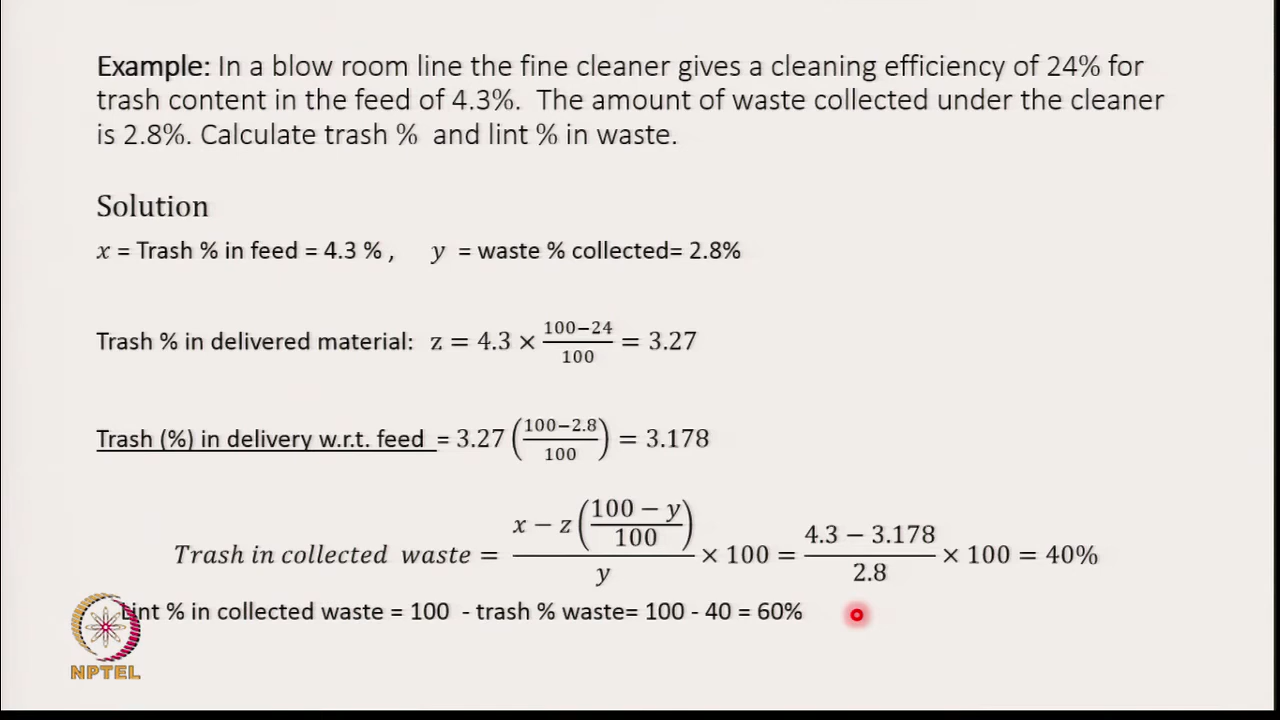 Example: In a blow room line the fine cleaner gives a cleaning efficiency of 24% for
trash content in the feed of 4.3%. The amount of waste collected under the cleaner
is 2.8%. Calculate trash % and lint % in waste.
Solution
x = Trash % in feed = 4.3 % , y = waste % collected= 2.8%
Trash % in delivered material: z = 4.3 × \frac{100−24}{100} = 3.27
Trash (%) in delivery w.r.t. feed = 3.27 (\frac{100−2.8}{100}) = 3.178
Trash in collected waste = \frac{x − z (\frac{100 − y}{100})}{y} × 100 = \frac{4.3 − 3.178}{2.8} × 100 = 40%
Lint % in collected waste = 100 - trash % waste= 100 - 40 = 60%
NPTEL